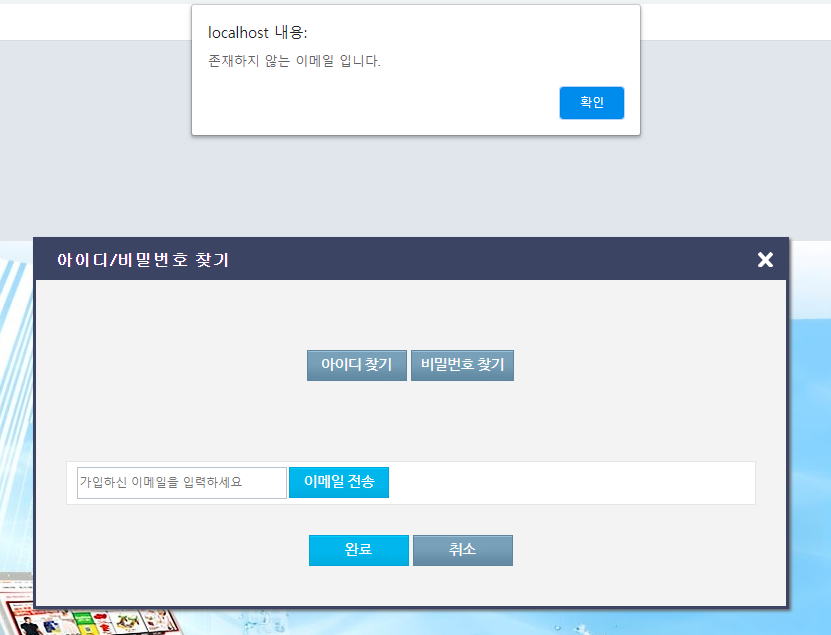 localhost 내용:
존재하지 않는 이메일 입니다.
확인
아이디/비밀번호 찾기
아이디 찾기 비밀번호 찾기
가입하신 이메일을 입력하세요 이메일 전송
완료 취소